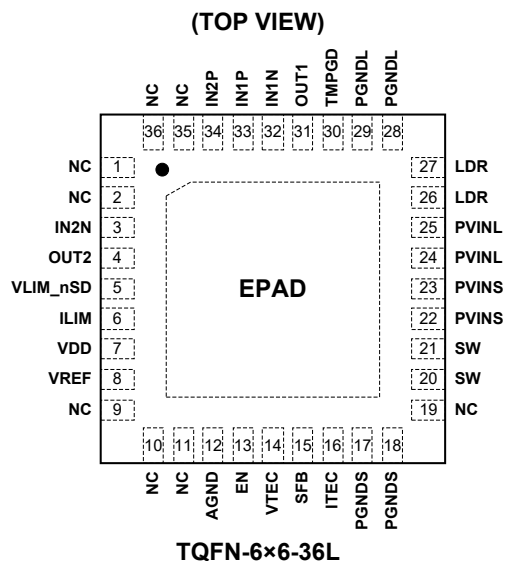 (TOP VIEW)
NC NC IN2P IN1P IN1N OUT1 TMPGD PGNDL PGNDL
36 35 34 33 32 31 30 29 28
NC 1 27 LDR
NC 2 26 LDR
IN2N 3 25 PVINL
OUT2 4 24 PVINL
VLIM_nSD 5 EPAD 23 PVINS
ILIM 6 22 PVINS
VDD 7 21 SW
VREF 8 20 SW
NC 9 19 NC
10 11 12 13 14 15 16 17 18
NC NC AGND EN VTEC SFB ITEC PGNDS PGNDS
TQFN-6×6-36L